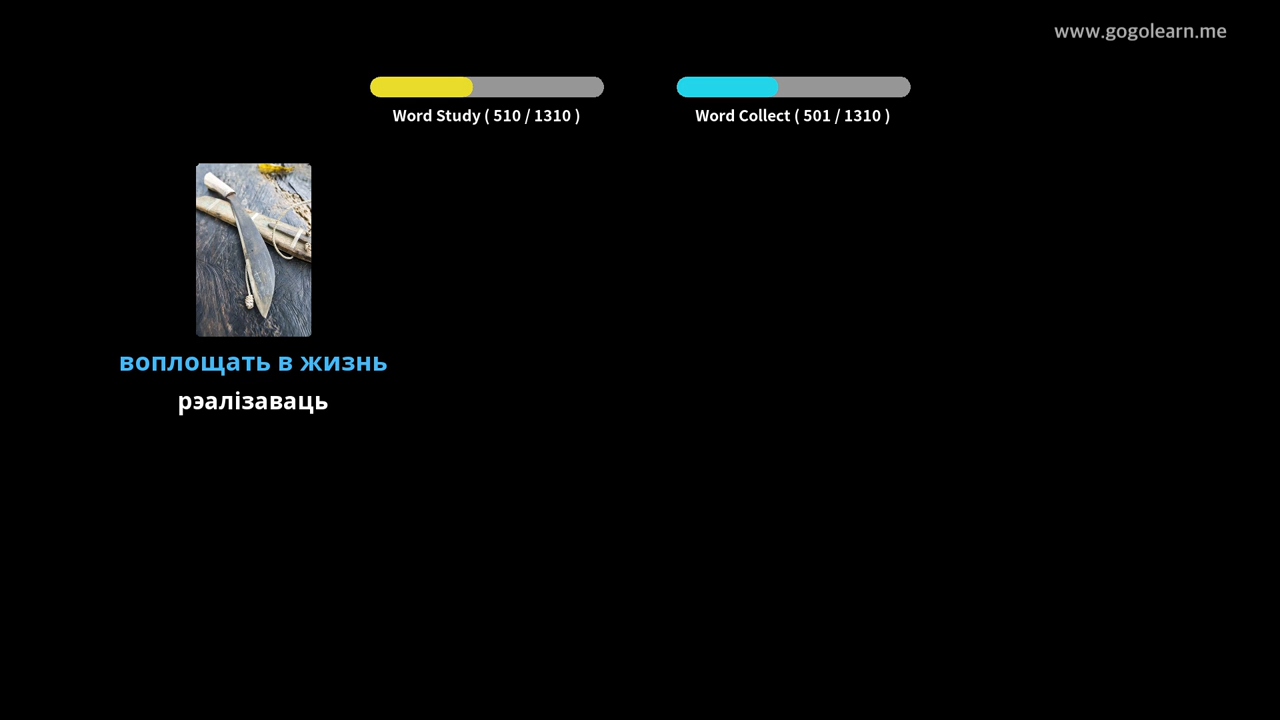 www.gogolearn.me
Word Study ( 510 / 1310 )
Word Collect ( 501 / 1310 )
воплощать в жизнь
рэалізаваць